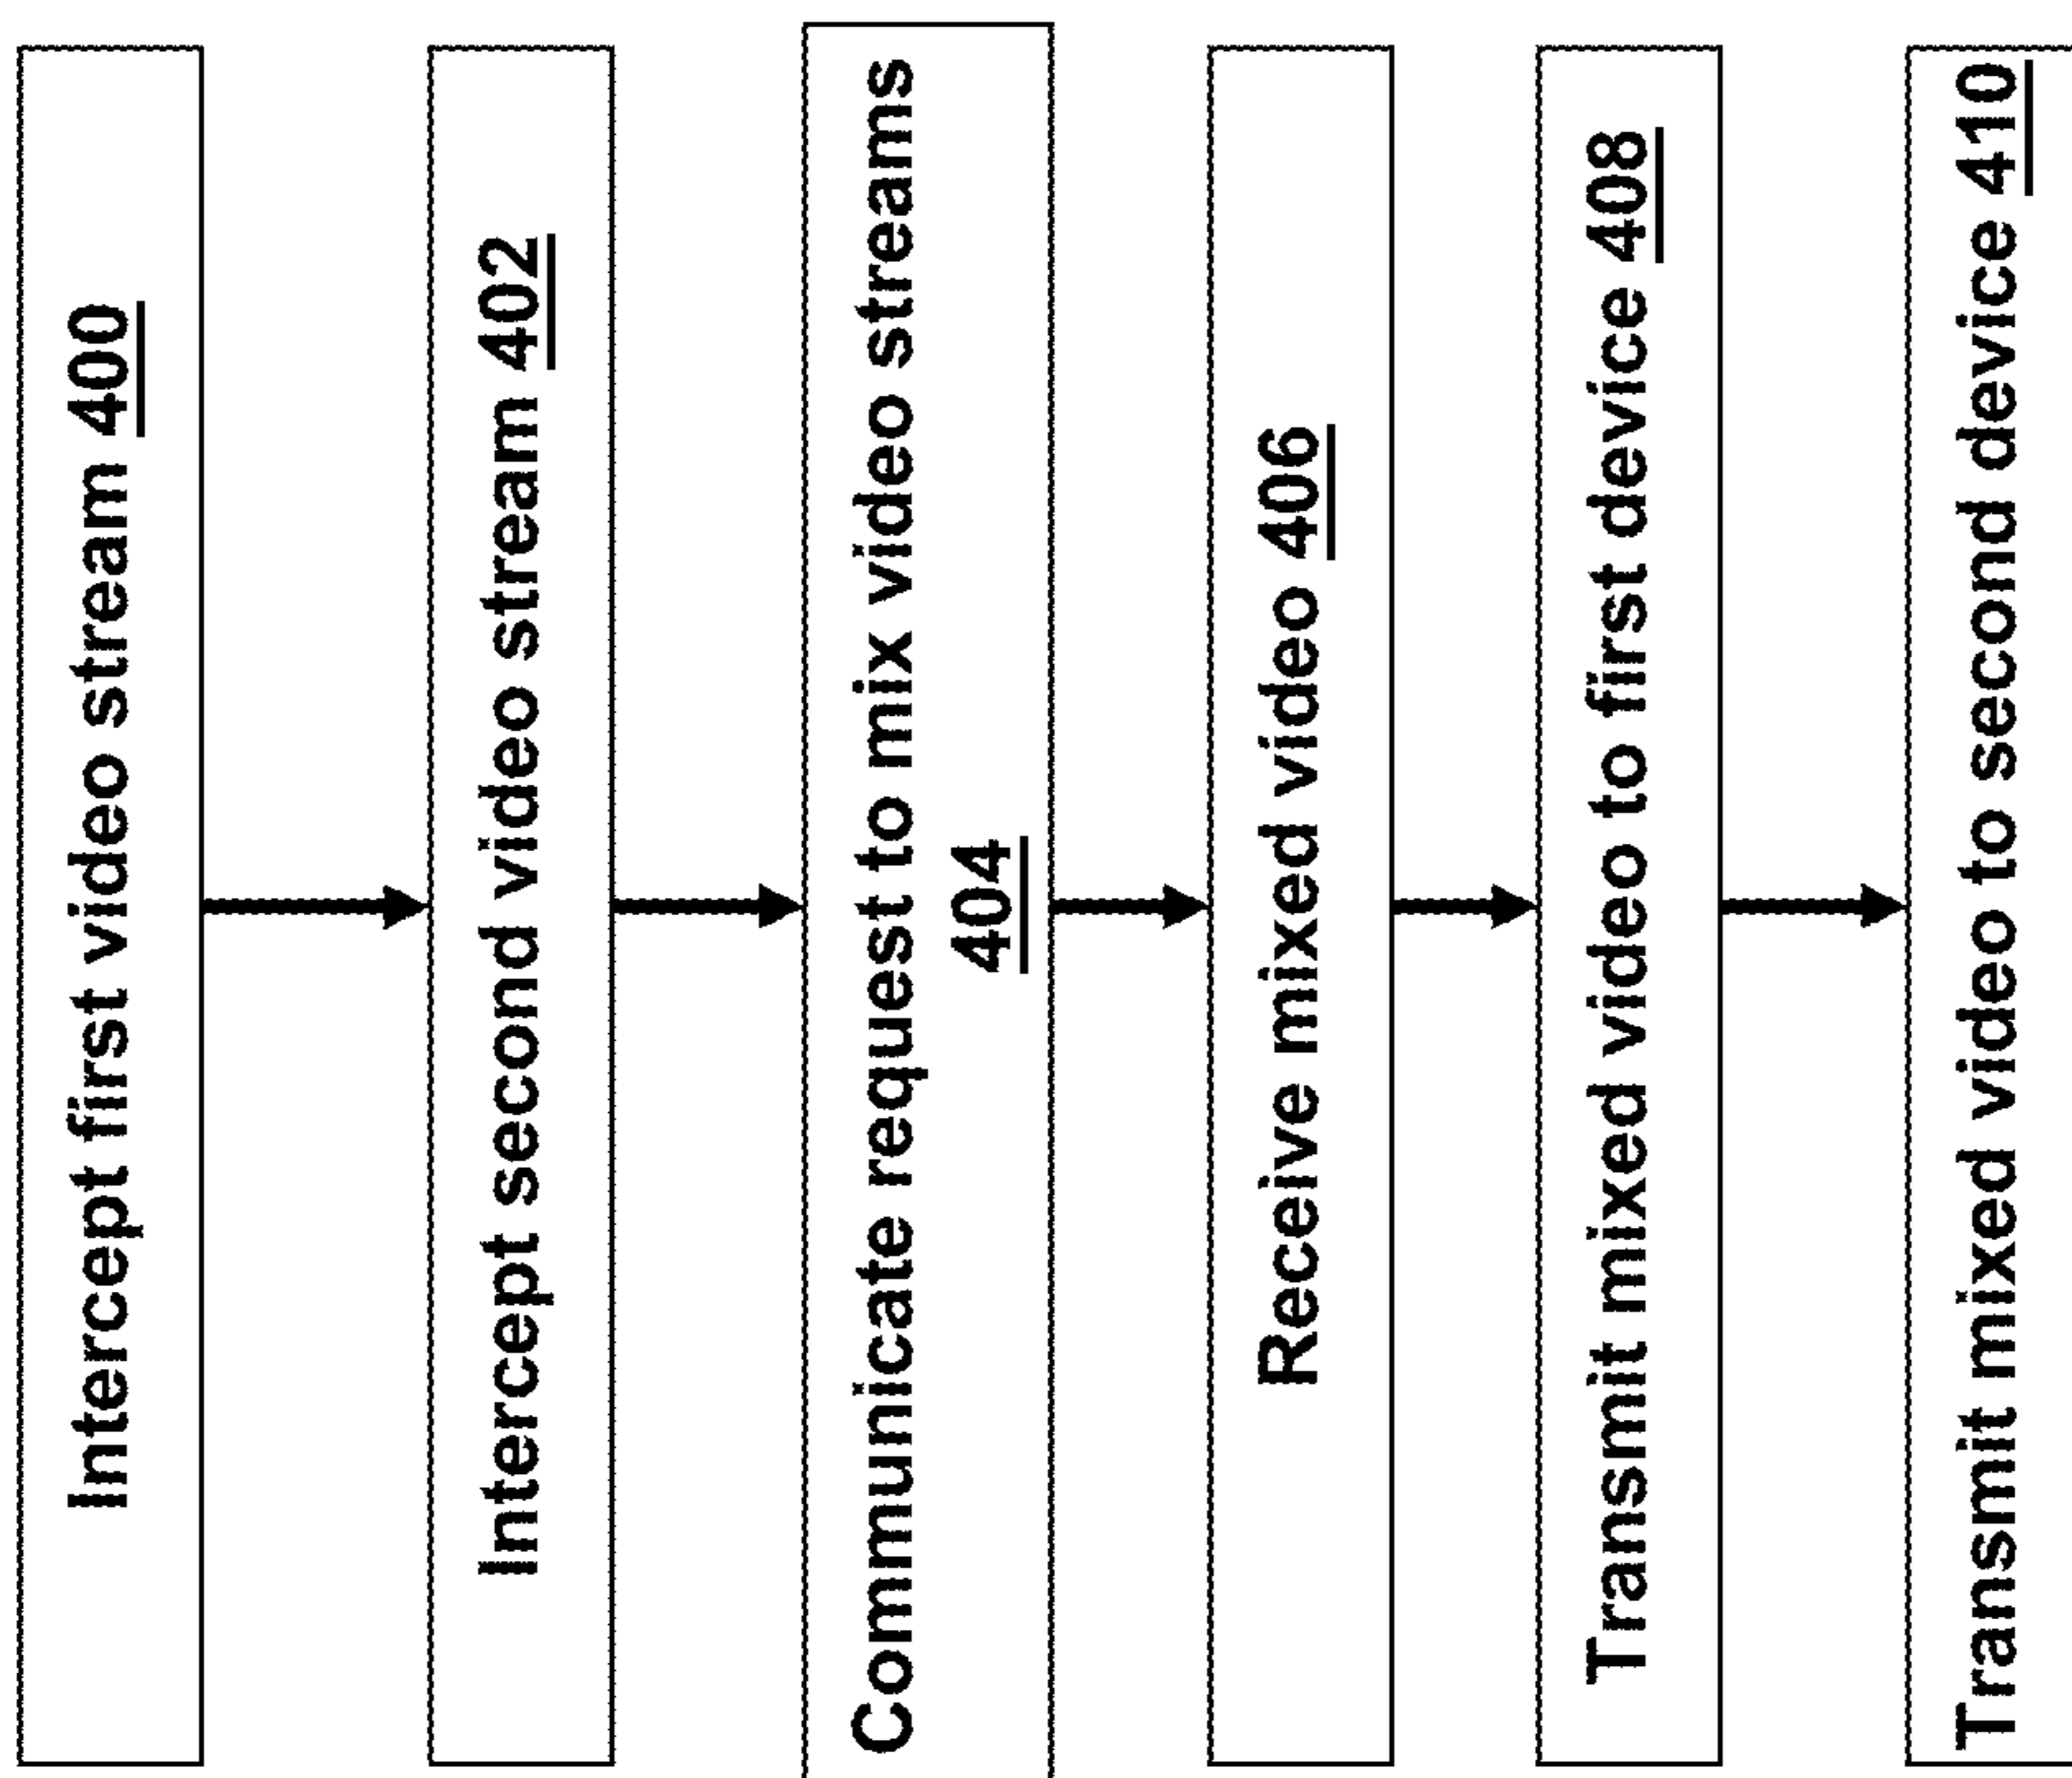 Intercept first video stream 400
Intercept second video stream 402
Communicate request to mix video streams
404
Receive mixed video 406
Transmit mixed video to first device 408
Transmit mixed video to second device 410